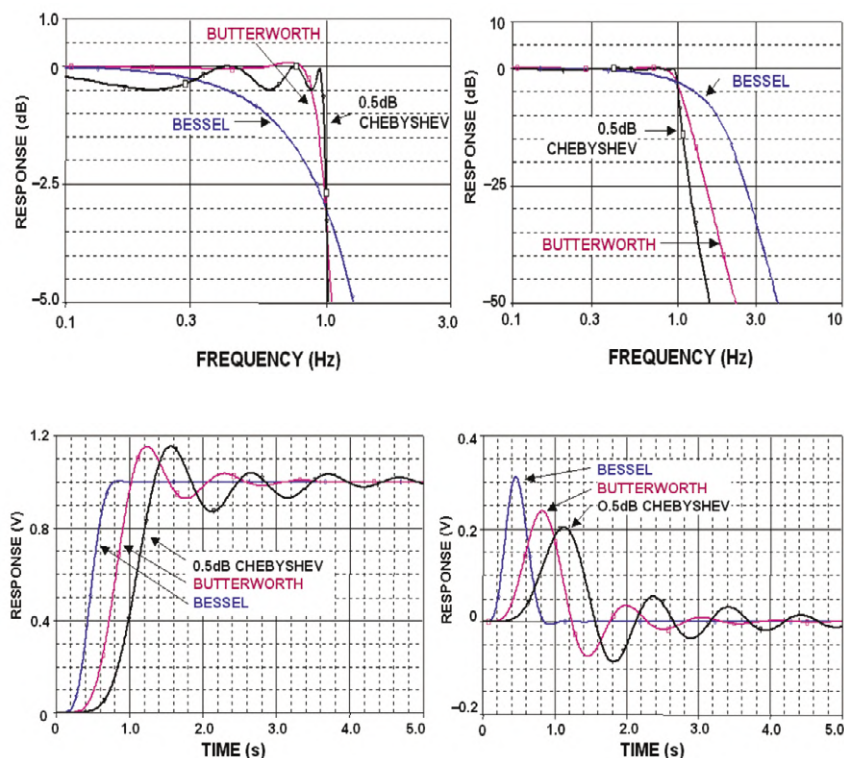 BUTTERWORTH
BESSEL
0.5dB
CHEBYSHEV
RESPONSE (dB)
1.0
0
-2.5
-5.0
0.1
0.3
1.0
3.0
FREQUENCY (Hz)
BESSEL
0.5dB
CHEBYSHEV
BUTTERWORTH
RESPONSE (dB)
10
0
-25
-50
0.1
0.3
1.0
3.0
10
FREQUENCY (Hz)
0.5dB CHEBYSHEV
BUTTERWORTH
BESSEL
RESPONSE (V)
1.2
0.8
0.4
0
0
1.0
2.0
3.0
4.0
5.0
TIME (s)
BESSEL
BUTTERWORTH
O.5dB CHEBYSHEV
RESPONSE (V)
0.4
0.2
0
-0.2
0
1.0
2.0
3.0
4.0
5.0
TIME (s)